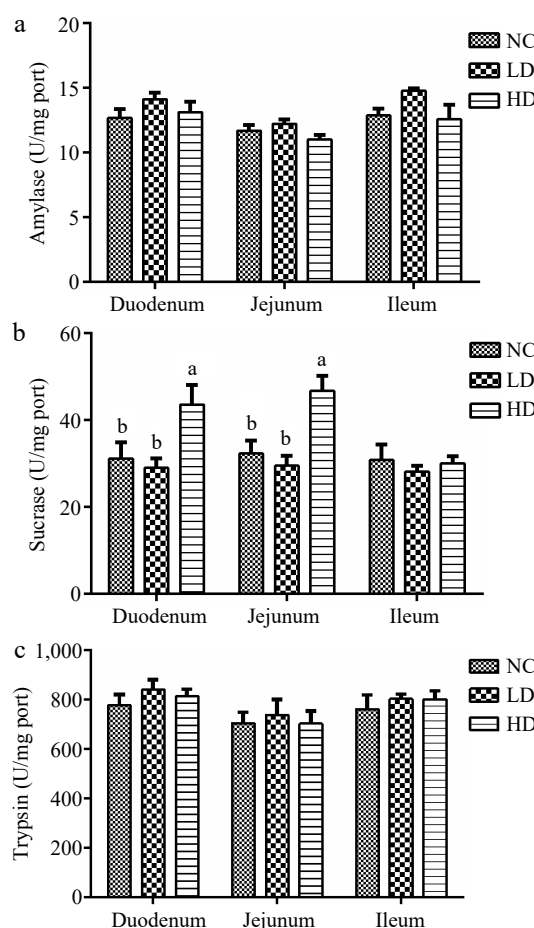 a
Amylase (U/mg port)
20
15
10
5
0
NC
LD
HD
Duodenum Jejunum Ileum
b
Sucrase (U/mg port)
60
40
20
0
b b a
b b a
NC
LD
HD
Duodenum Jejunum Ileum
c
Trypsin (U/mg port)
1,000
800
600
400
200
0
NC
LD
HD
Duodenum Jejunum Ileum